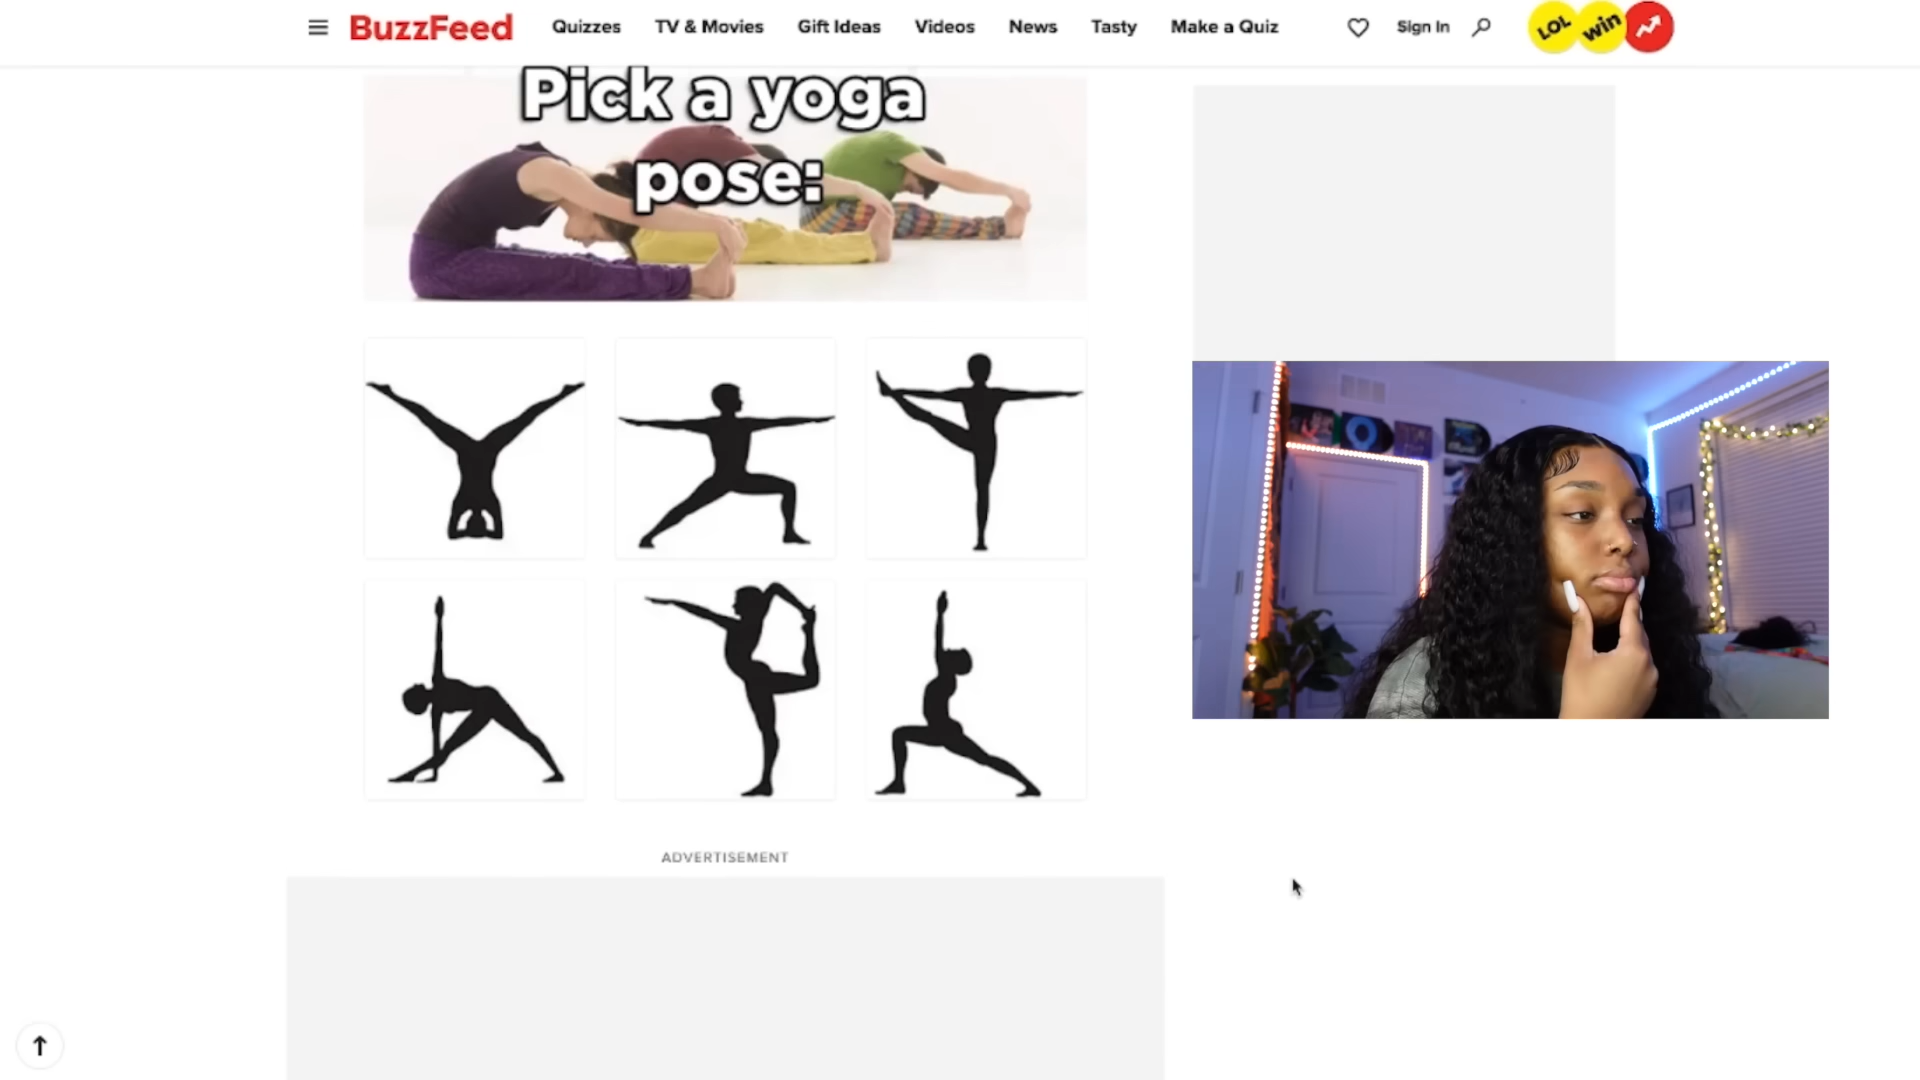 BuzzFeed Quizzes TV & Movies Gift Ideas Videos News Tasty Make a Quiz Sign In LOL win
Pick a yoga
pose:
ADVERTISEMENT